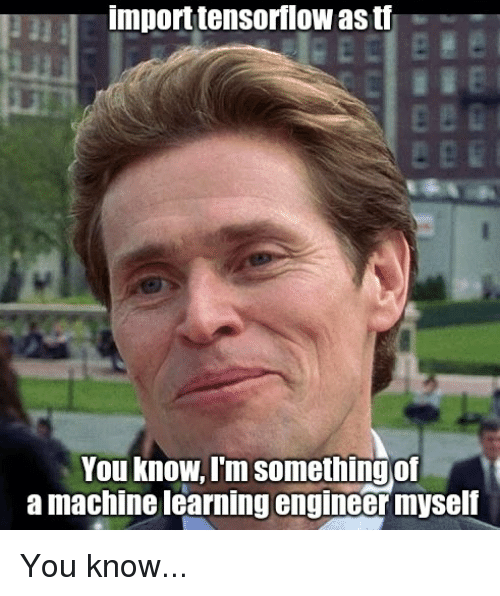 import tensorflow as tf
You know, I'm something of
a machine learning engineer myself
You know...